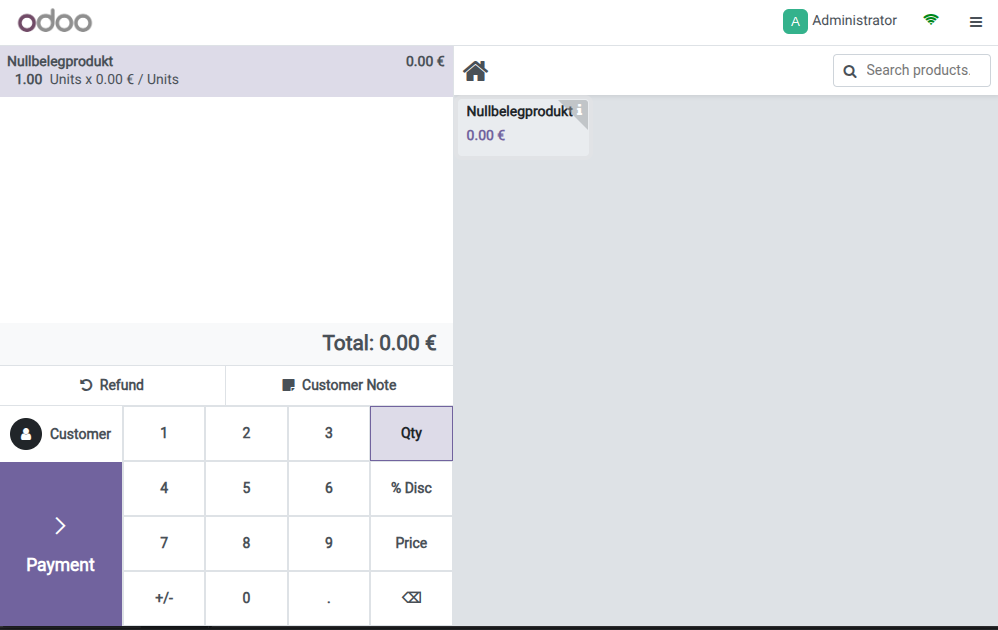 odoo
A Administrator
Nullbelegprodukt 0.00 €
1.00 Units x 0.00 € / Units
Search products.
Nullbelegprodukt i
0.00 €
Total: 0.00 €
Refund Customer Note
Customer 1 2 3 Qty
4 5 6 % Disc
Payment 7 8 9 Price
+/- 0 .